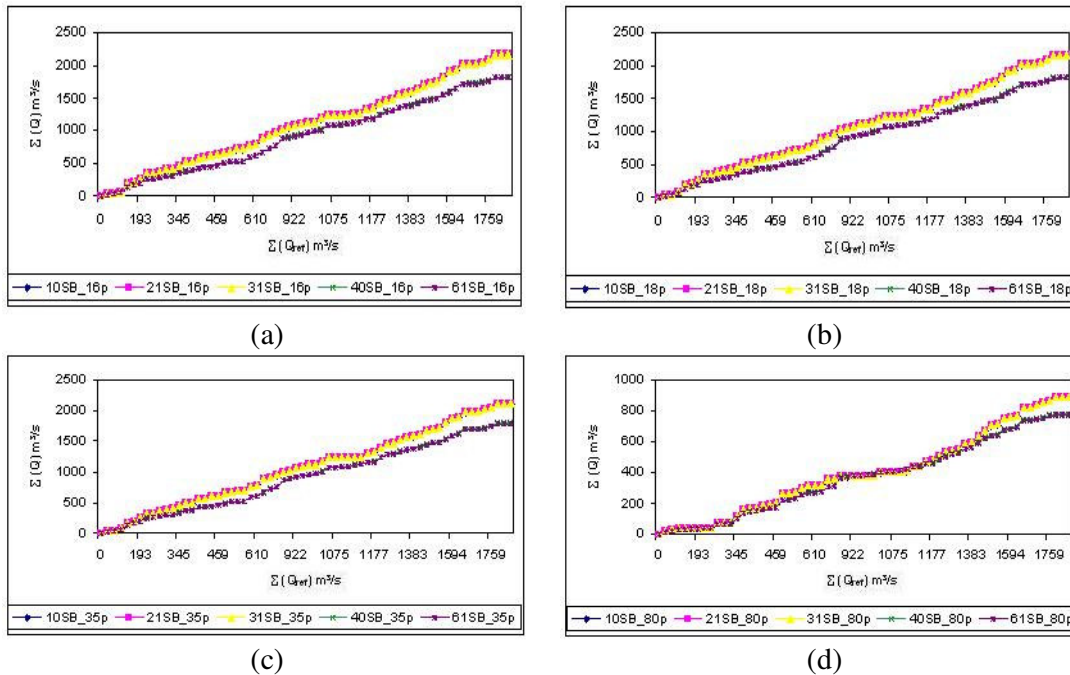 2500
2000
1500
1000
500
0
Σ (Q) m³/s
0 193 345 459 610 922 1075 1177 1383 1594 1759
Σ (Qref) m³/s
10SB_16p 21SB_16p 31SB_16p 40SB_16p 61SB_16p
(a)
2500
2000
1500
1000
500
0
Σ (Q) m³/s
0 193 345 459 610 922 1075 1177 1383 1594 1759
Σ (Qref) m³/s
10SB_18p 21SB_18p 31SB_18p 40SB_18p 61SB_18p
(b)
2500
2000
1500
1000
500
0
Σ (Q) m³/s
0 193 345 459 610 922 1075 1177 1383 1594 1759
Σ (Qref) m³/s
10SB_35p 21SB_35p 31SB_35p 40SB_35p 61SB_35p
(c)
1000
800
600
400
200
0
Σ (Q) m³/s
0 193 345 459 610 922 1075 1177 1383 1594 1759
Σ (Qref) m³/s
10SB_80p 21SB_80p 31SB_80p 40SB_80p 61SB_80p
(d)